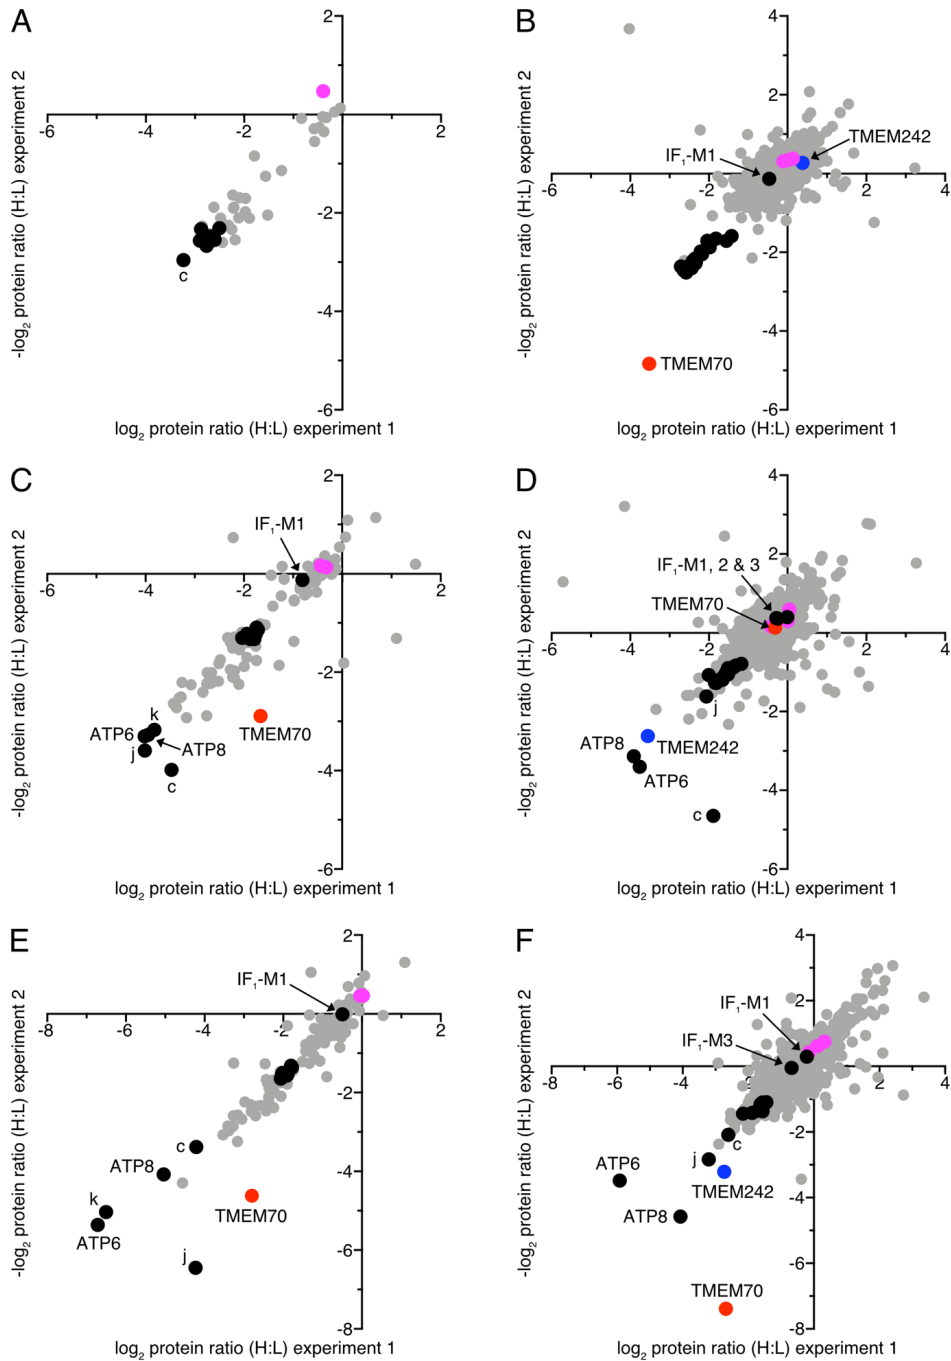 A
2
-6
-4
-2
2
-2
-4
-6
c
-log2 protein ratio (H:L) experiment 2
log2 protein ratio (H:L) experiment 1
B
4
2
TMEM242
IF1-M1
-6
-2
2
4
-2
-4
TMEM70
-6
-log2 protein ratio (H:L) experiment 2
log2 protein ratio (H:L) experiment 1
C
2
IF1-M1
-6
-4
-2
2
-2
k
ATP6
ATP8
TMEM70
j
c
-4
-6
-log2 protein ratio (H:L) experiment 2
log2 protein ratio (H:L) experiment 1
D
4
2
IF1-M1, 2 & 3
TMEM70
-6
-4
-2
2
4
j
-2
ATP8
TMEM242
ATP6
-4
c
-6
-log2 protein ratio (H:L) experiment 2
log2 protein ratio (H:L) experiment 1
E
2
IF1-M1
-8
-6
-4
-2
2
-2
c
ATP8
-4
k
TMEM70
ATP6
j
-6
-8
-log2 protein ratio (H:L) experiment 2
log2 protein ratio (H:L) experiment 1
F
4
2
IF1-M1
IF1-M3
-6
-4
-2
2
4
-2
c
j
ATP6
TMEM242
-4
ATP8
-6
TMEM70
-8
-log2 protein ratio (H:L) experiment 2
log2 protein ratio (H:L) experiment 1